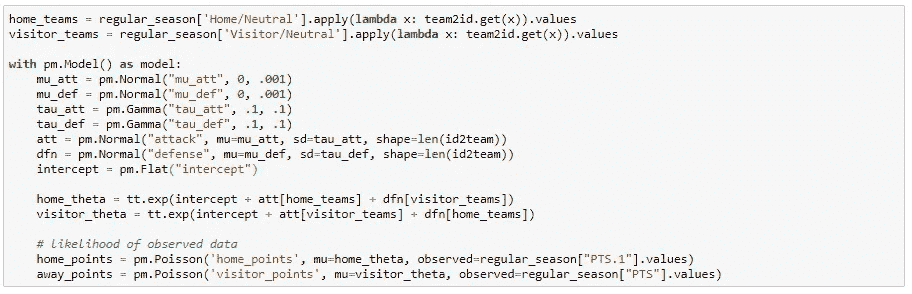 home_teams = regular_season['Home/Neutral'].apply(lambda x: team2id.get(x)).values
visitor_teams = regular_season['Visitor/Neutral'].apply(lambda x: team2id.get(x)).values
with pm.Model() as model:
    mu_att = pm.Normal("mu_att", 0, .001)
    mu_def = pm.Normal("mu_def", 0, .001)
    tau_att = pm.Gamma("tau_att", .1, .1)
    tau_def = pm.Gamma("tau_def", .1, .1)
    att = pm.Normal("attack", mu=mu_att, sd=tau_att, shape=len(id2team))
    dfn = pm.Normal("defense", mu=mu_def, sd=tau_def, shape=len(id2team))
    intercept = pm.Flat("intercept")
    home_theta = tt.exp(intercept + att[home_teams] + dfn[visitor_teams])
    visitor_theta = tt.exp(intercept + att[visitor_teams] + dfn[home_teams])
    # likelihood of observed data
    home_points = pm.Poisson('home_points', mu=home_theta, observed=regular_season["PTS.1"].values)
    away_points = pm.Poisson('visitor_points', mu=visitor_theta, observed=regular_season["PTS"].values)